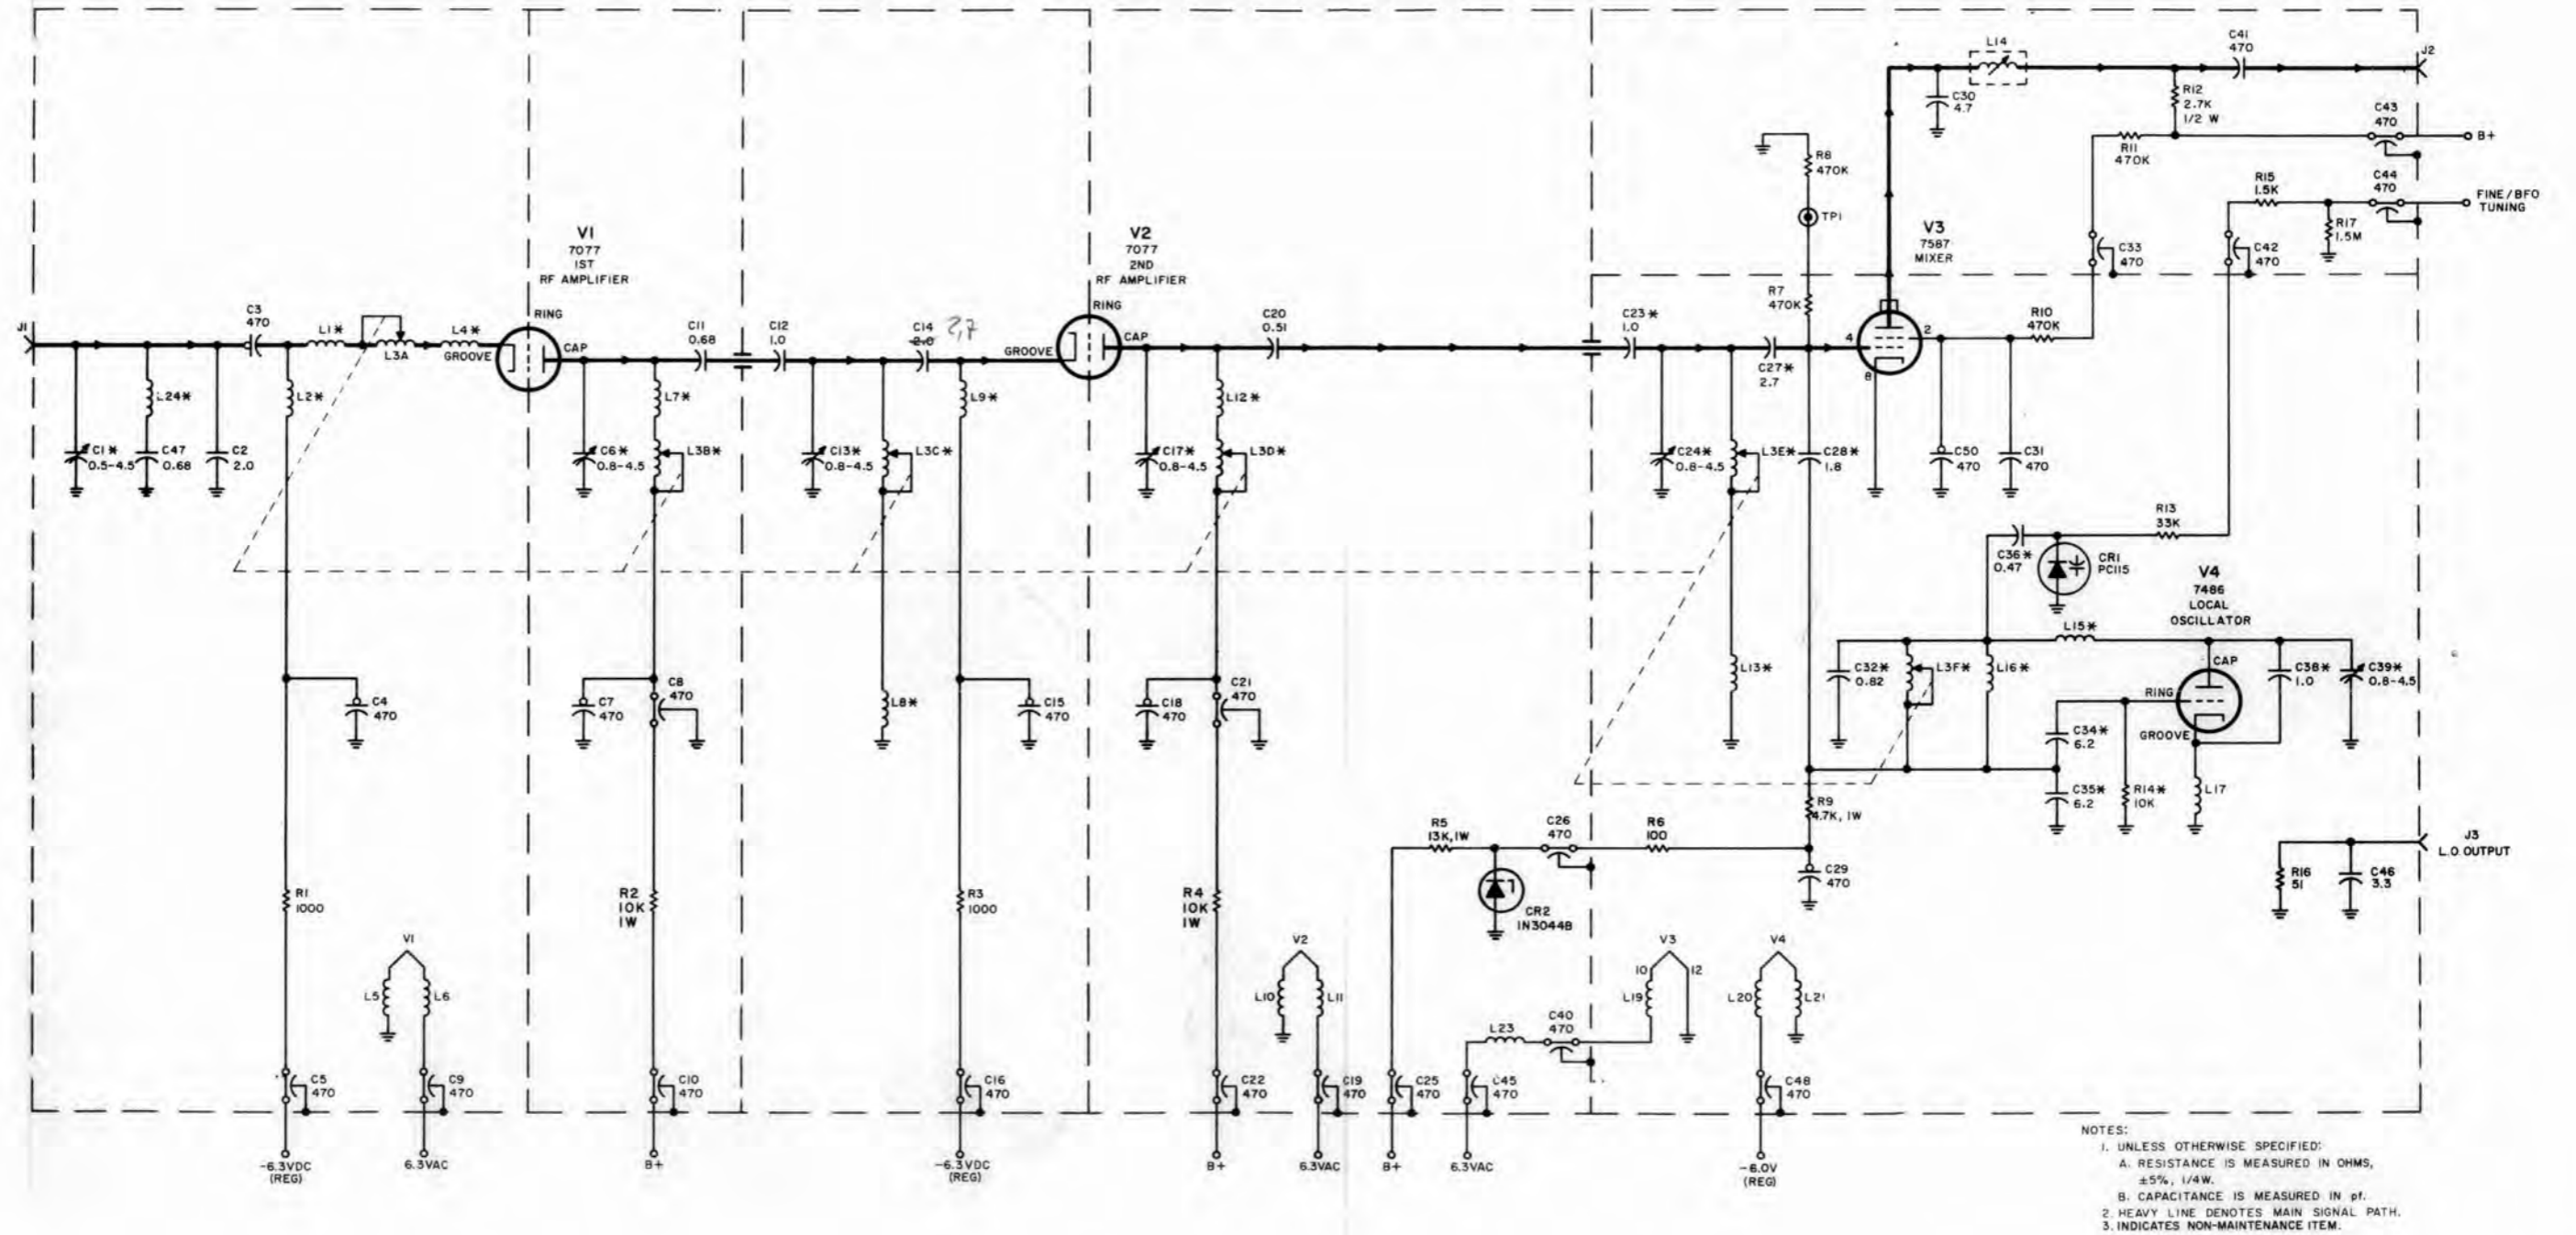 J1
C1*
0.5-4.5
L24*
C47
0.68
C2
2.0
C3
470
L2*
L1*
L3A
L4*
GROOVE
V1
7077
1ST
RF AMPLIFIER
RING
CAP
C4
470
R1
1000
V1
L5
L6
C5
470
C9
470
-6.3VDC
(REG)
6.3VAC
C6*
0.8-4.5
L7*
L3B*
C7
470
C8
470
R2
10K
1W
C10
470
B+
C11
0.68
C12
1.0
C13*
0.8-4.5
L3C*
C14
2.0
2,7
L9*
L8*
C15
470
R3
1000
C16
470
-6.3VDC
(REG)
GROOVE
V2
7077
2ND
RF AMPLIFIER
RING
CAP
C17*
0.8-4.5
L12*
L3D*
C20
0.51
C18
470
C21
470
R4
10K
1W
V2
L10
L11
C22
470
C19
470
B+
6.3VAC
C25
470
B+
C45
470
6.3VAC
R5
13K,1W
C26
470
CR2
1N3044B
L23
C40
470
R6
100
C23*
1.0
C24*
0.8-4.5
L3E*
L13*
C27*
2.7
C28*
1.8
R8
470K
TP1
R7
470K
V3
7587
MIXER
4
2
8
C30
4.7
L14
C41
470
J2
R12
2.7K
1/2 W
R11
470K
C43
470
B+
R15
1.5K
C44
470
FINE/BFO
TUNING
R17
1.5M
C33
470
C42
470
R10
470K
C50
470
C31
470
R13
33K
C36*
0.47
CR1
PC115
V4
7486
LOCAL
OSCILLATOR
L15*
CAP
RING
GROOVE
C32*
0.82
L3F*
L16*
C38*
1.0
C39*
0.8-4.5
C34*
6.2
C35*
6.2
R14*
10K
L17
R9
4.7K, 1W
C29
470
V3
10
12
L19
V4
L20
L21
C48
470
-6.0V
(REG)
J3
L.O. OUTPUT
R16
51
C46
3.3
NOTES:
1. UNLESS OTHERWISE SPECIFIED:
A. RESISTANCE IS MEASURED IN OHMS,
±5%, 1/4W.
B. CAPACITANCE IS MEASURED IN pf.
2. HEAVY LINE DENOTES MAIN SIGNAL PATH.
3. INDICATES NON-MAINTENANCE ITEM.